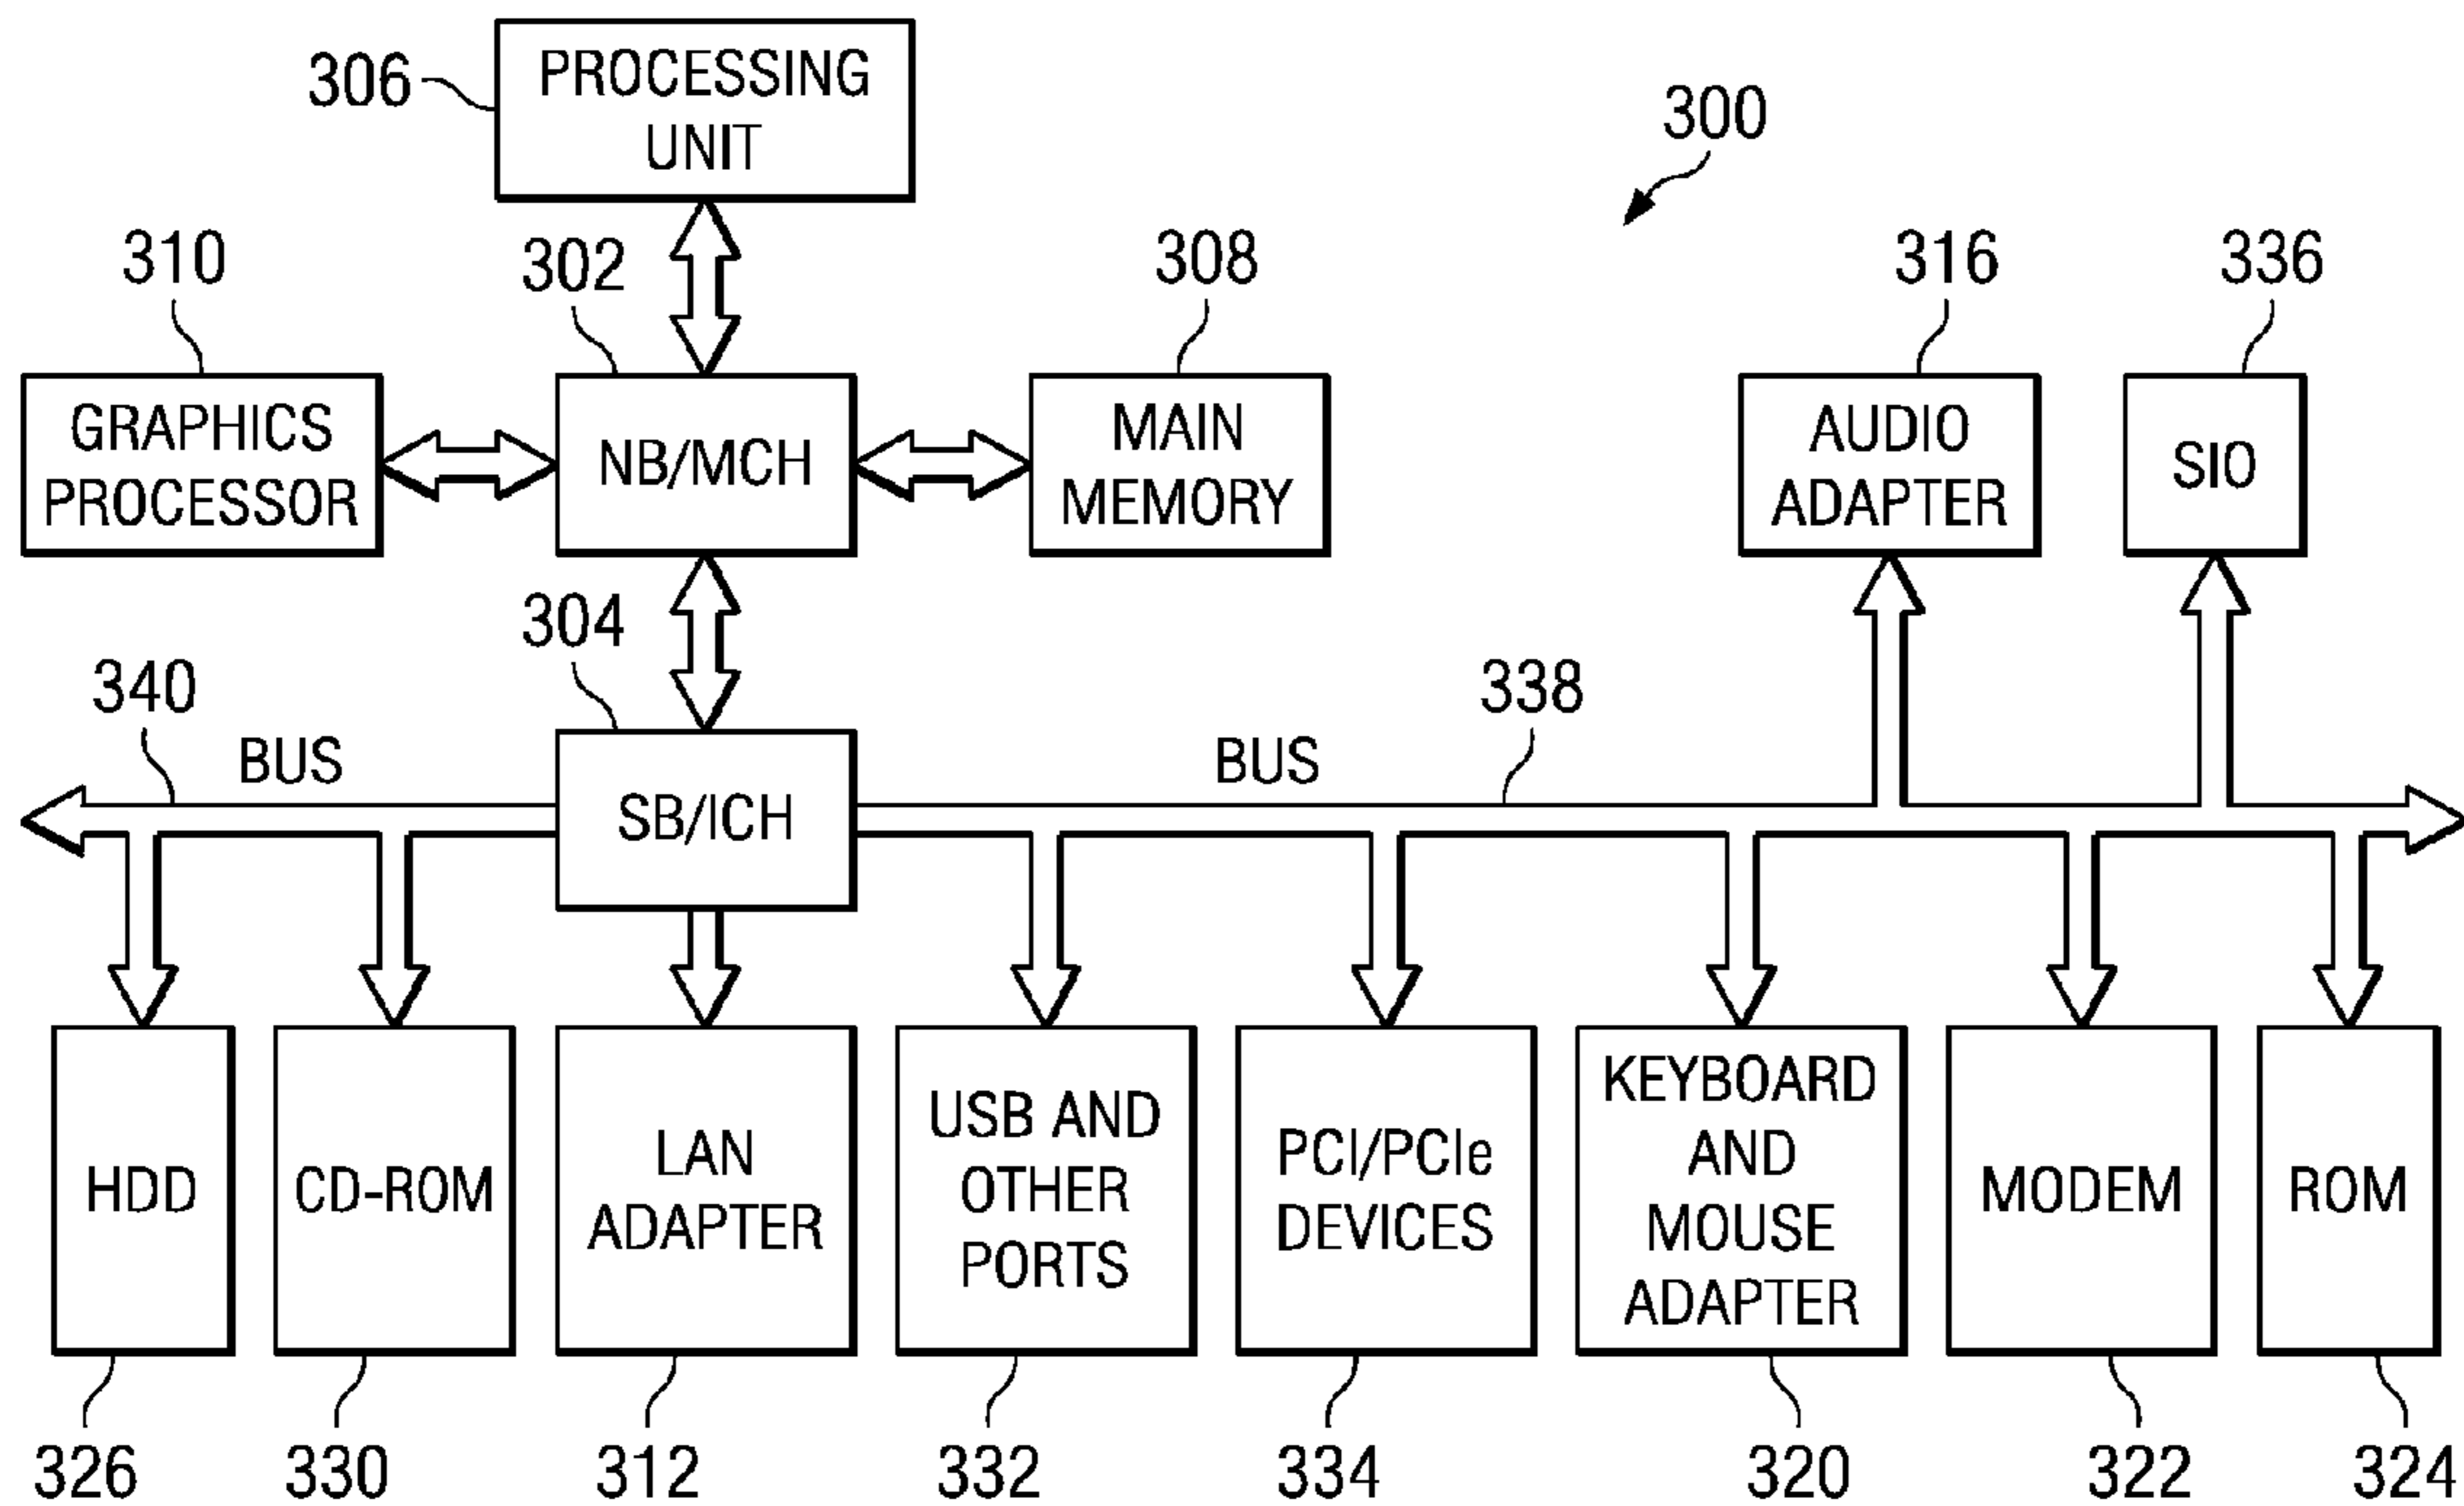 306
PROCESSING
UNIT
300
310
302
308
316
336
GRAPHICS
PROCESSOR
NB/MCH
MAIN
MEMORY
AUDIO
ADAPTER
SIO
304
340
338
BUS
BUS
SB/ICH
HDD
CD-ROM
LAN
ADAPTER
USB AND
OTHER
PORTS
PCI/PCIe
DEVICES
KEYBOARD
AND
MOUSE
ADAPTER
MODEM
ROM
326
330
312
332
334
320
322
324